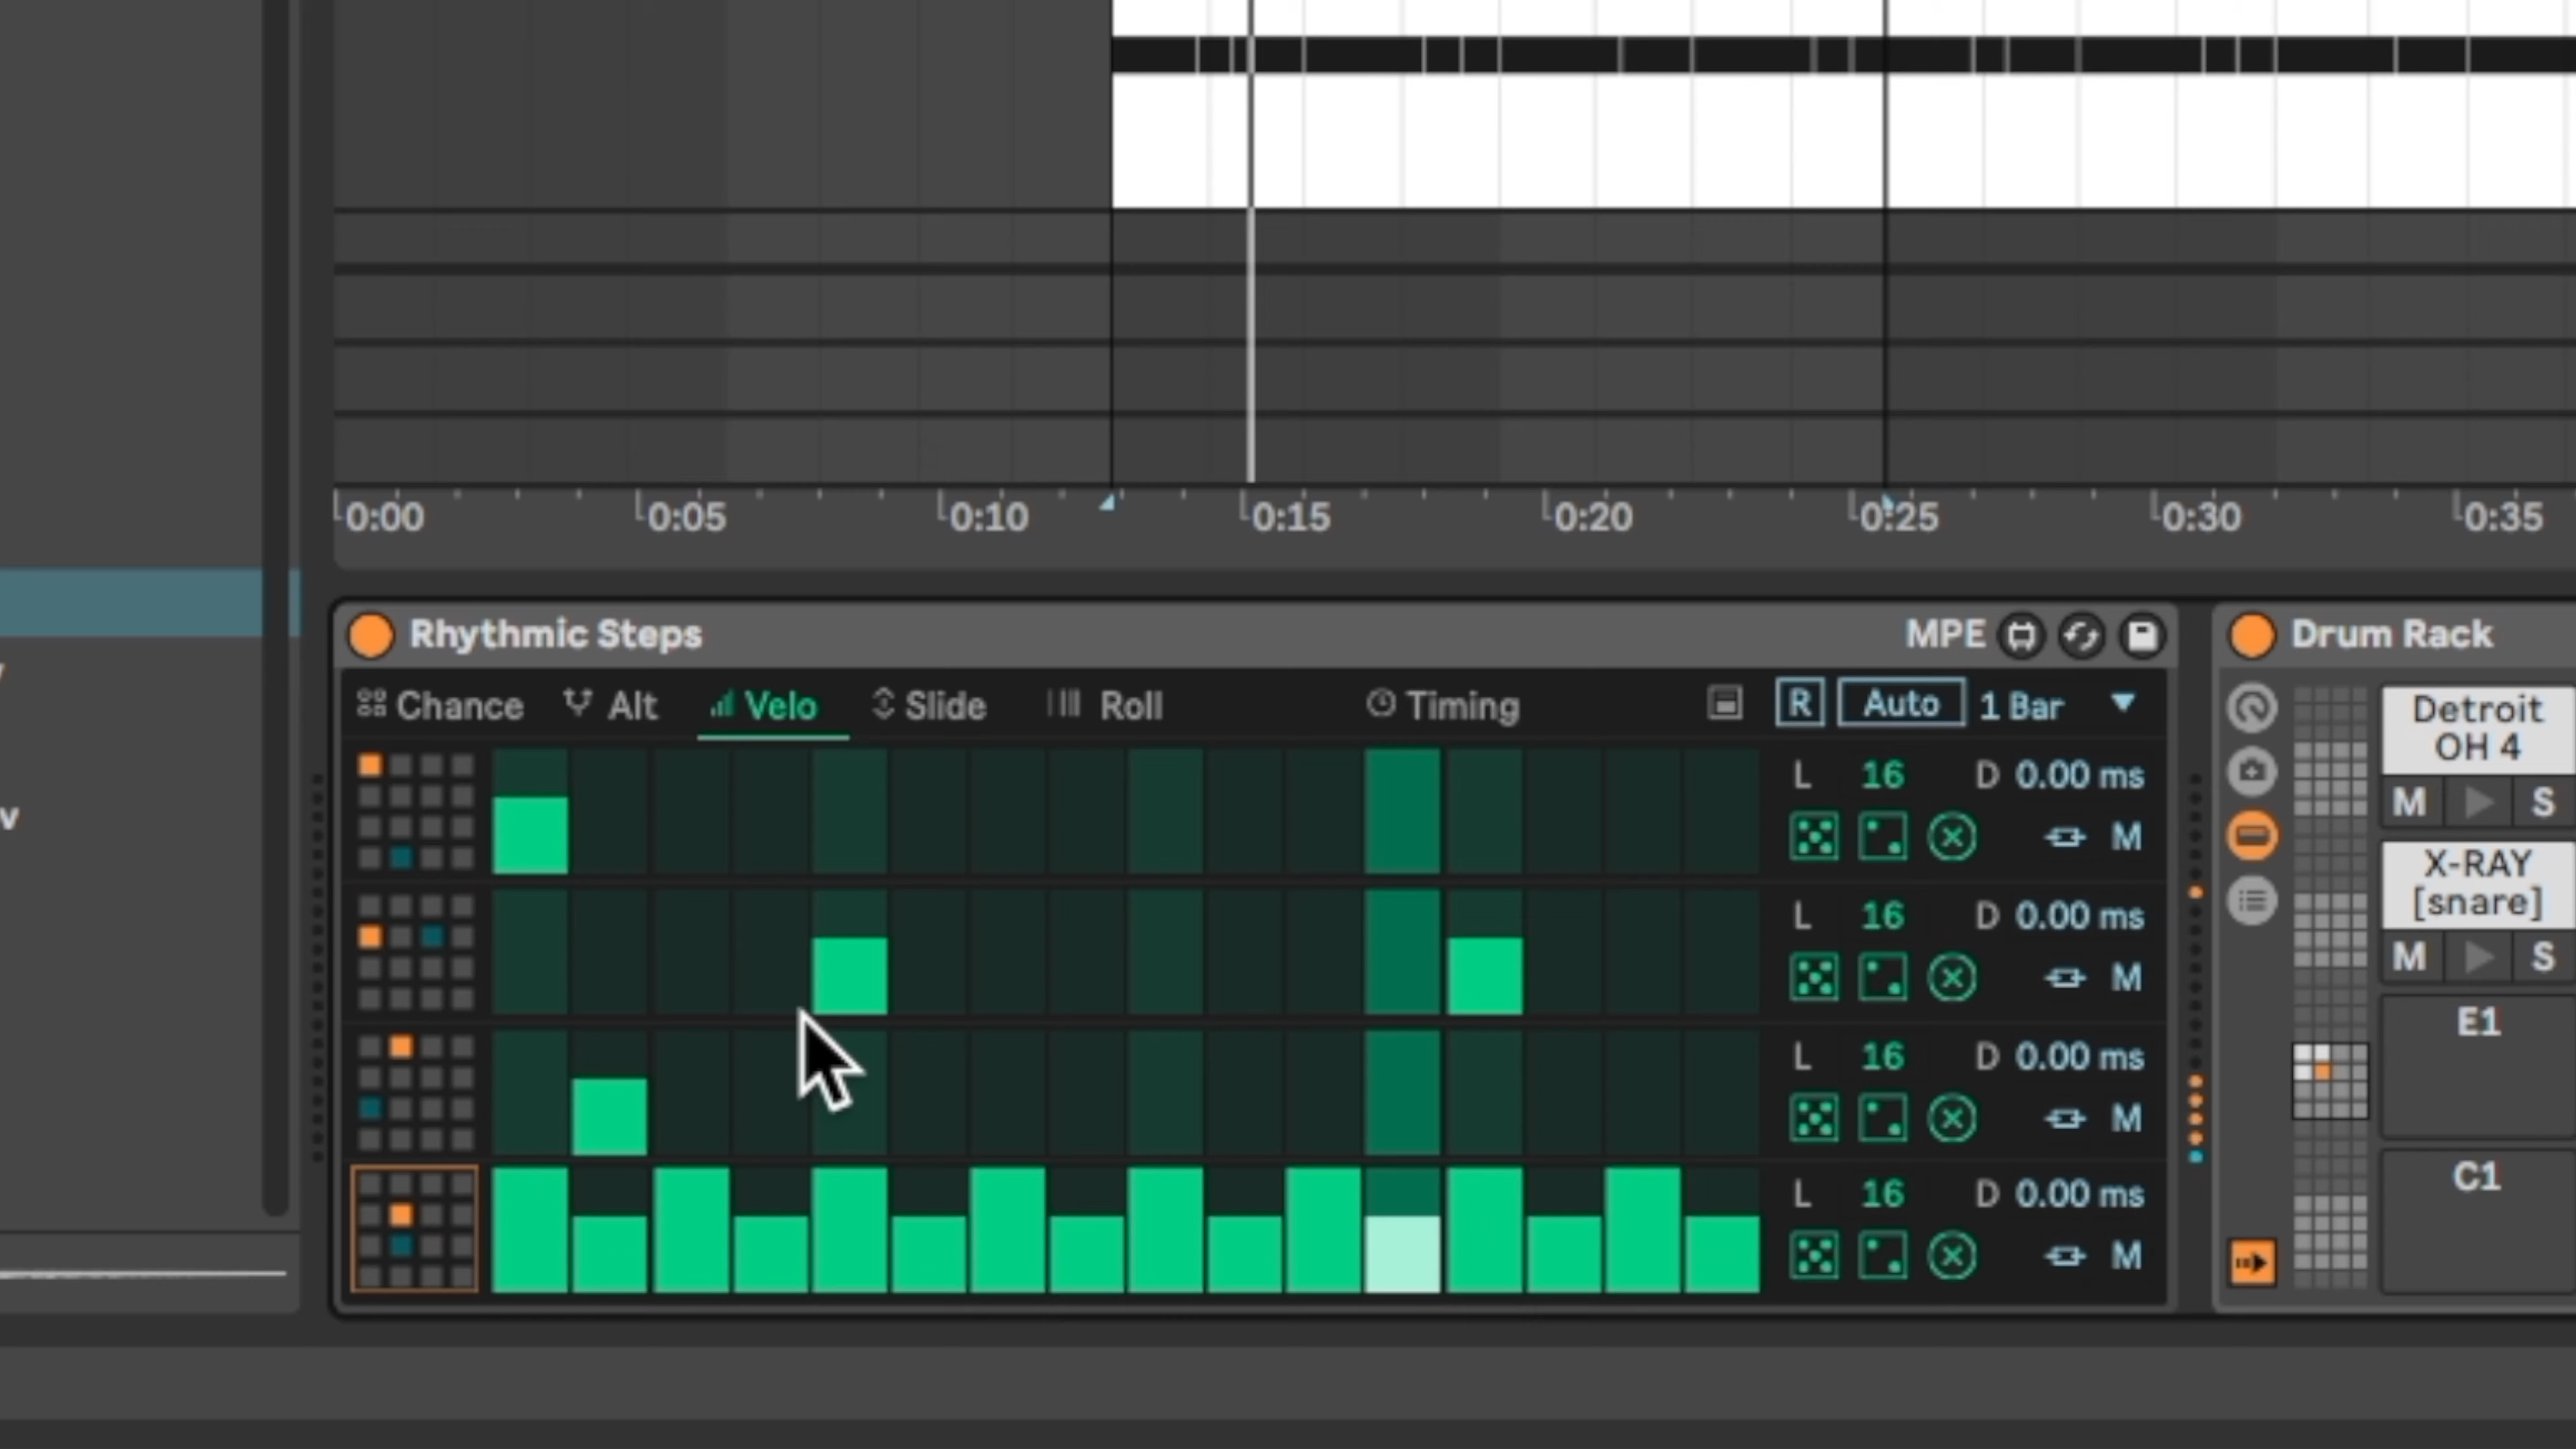 0:00 0:05 0:10 0:15 0:20 0:25 0:30 0:35
Rhythmic Steps MPE
Chance Alt Velo Slide Roll Timing R Auto 1 Bar
L 16 D 0.00 ms
M
L 16 D 0.00 ms
M
L 16 D 0.00 ms
M
L 16 D 0.00 ms
M
Drum Rack
Detroit
OH 4
M S
X-RAY
[snare]
M S
E1
C1
v